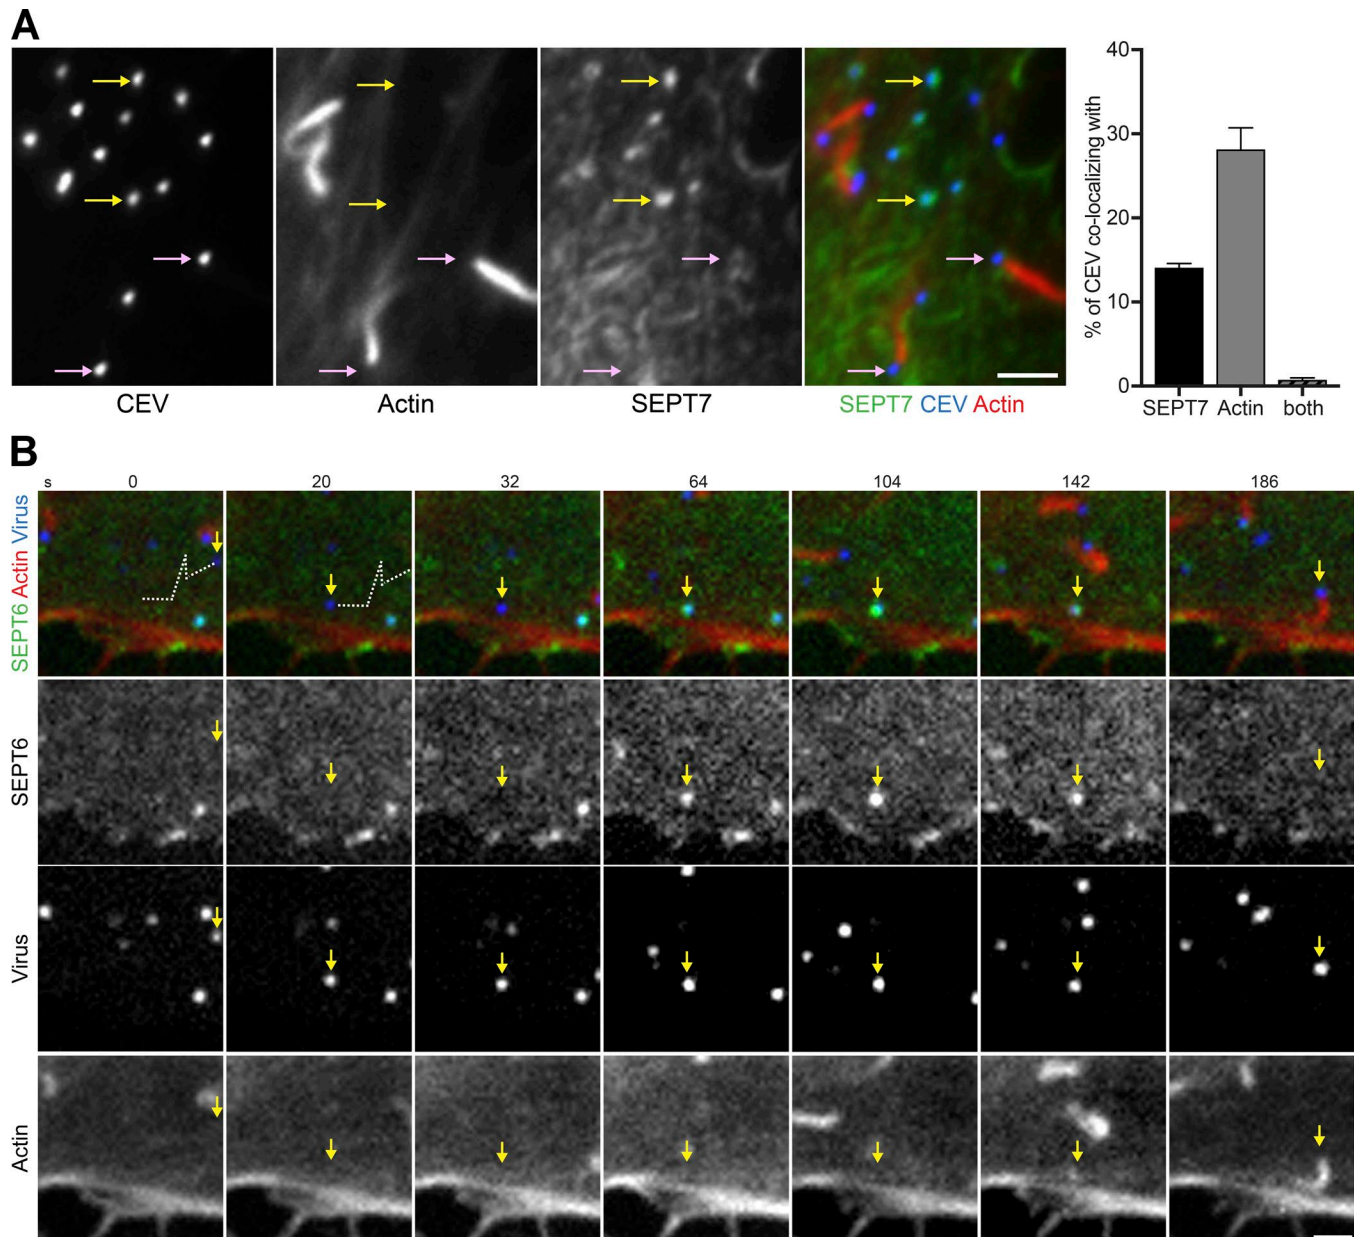 A
CEV
Actin
SEPT7
SEPT7 CEV Actin
% of CEV co-localizing with
40
30
20
10
0
SEPT7
Actin
both
B
s
0
20
32
64
104
142
186
SEPT6 Actin Virus
SEPT6
Virus
Actin